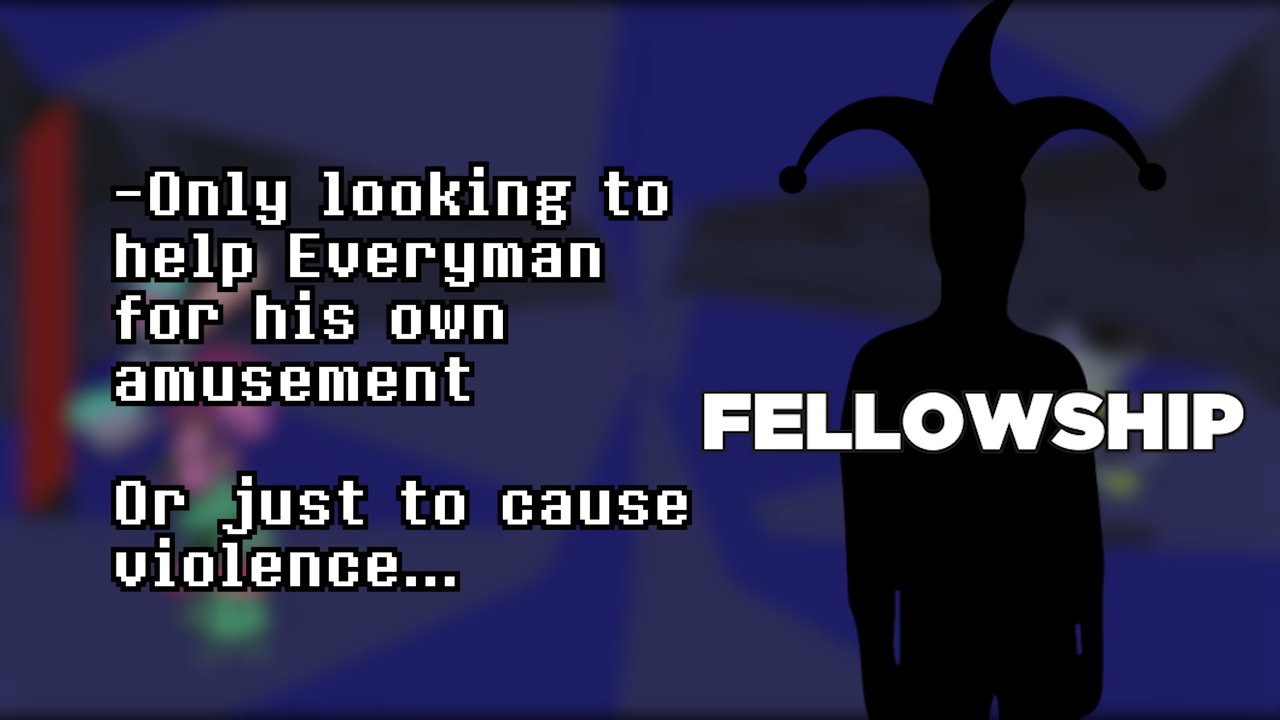 -Only looking to
help Everyman
for his own
amusement
Or just to cause
violence...
FELLOWSHIP